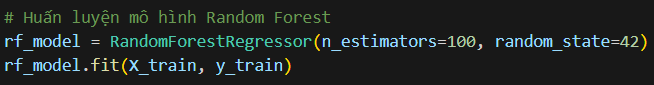 # Huấn luyện mô hình Random Forest
rf_model = RandomForestRegressor(n_estimators=100, random_state=42)
rf_model.fit(X_train, y_train)